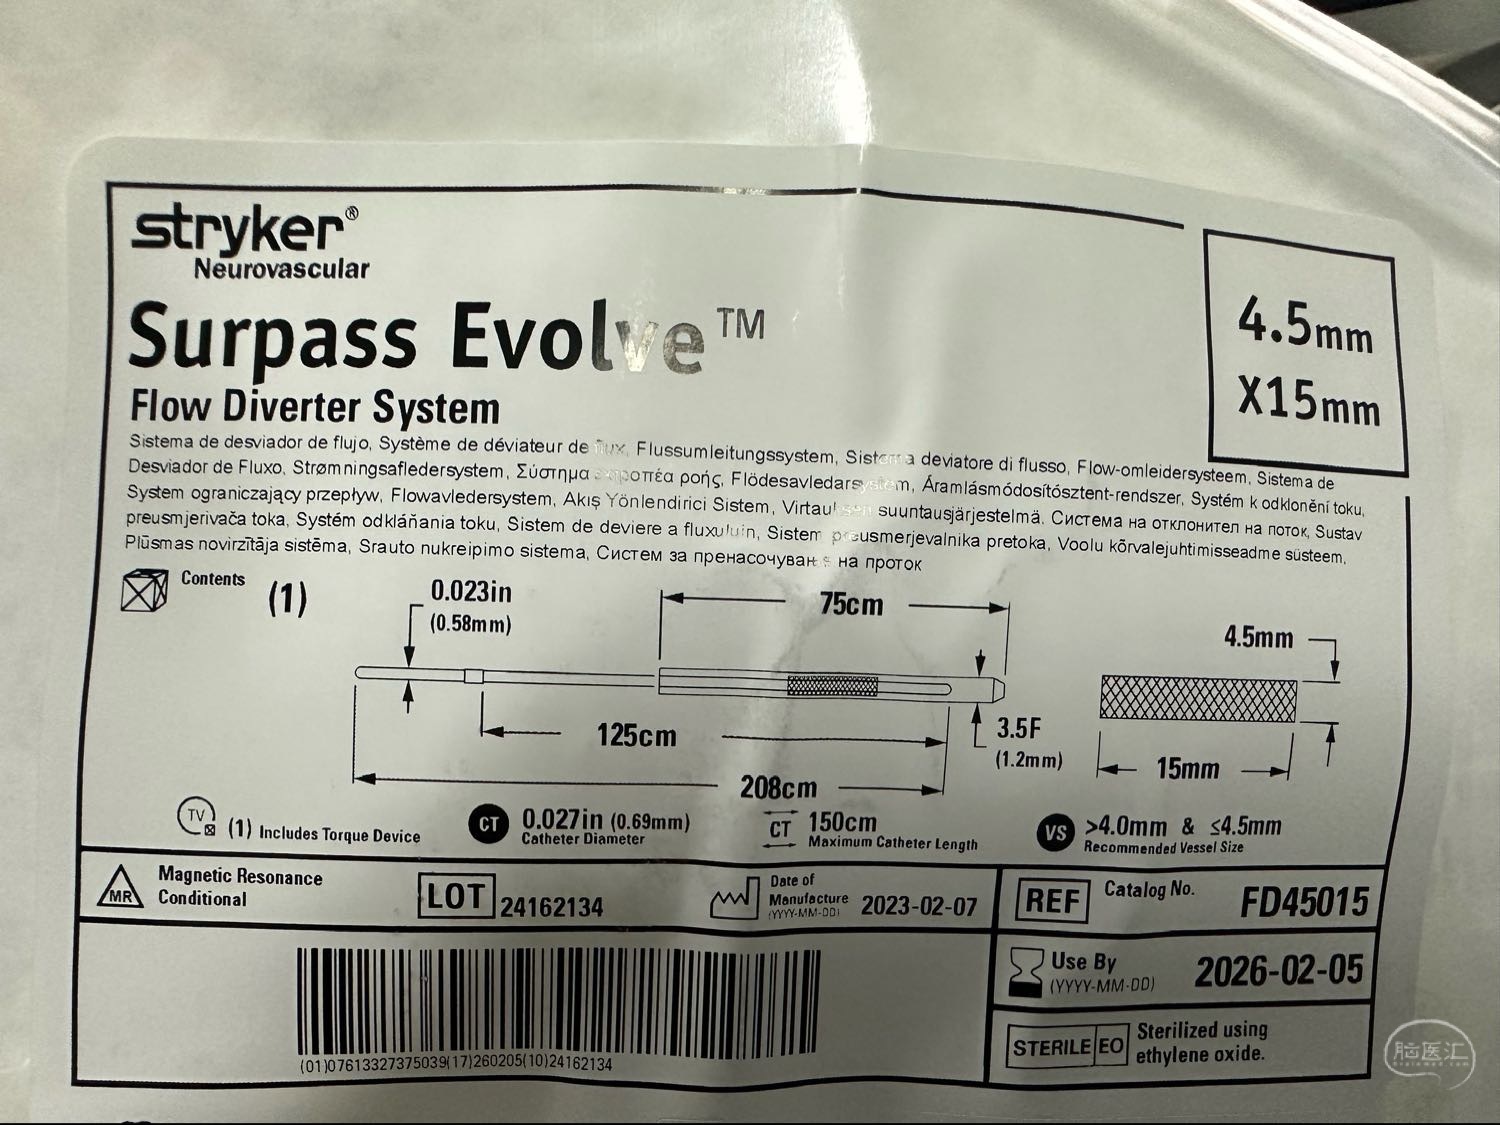 stryker®
Neurovascular
Surpass Evolve™
Flow Diverter System
4.5mm
X15mm
Sistema de desviador de flujo, Système de déviateur de flux, Flussumleitungssystem, Sistema deviatore di flusso, Flow-omleidersysteem, Sistema de
Desviador de Fluxo, Strømningsafledersystem, Σύστημα εκτροπέα ροής, Flödesavledarsystem, Áramlásmódosítósztent-rendszer, Systém k odklonění toku,
System ograniczający przepływ, Flowavledersystem, Akış Yönlendirici Sistem, Virtauksen suuntausjärjestelmä, Система на отклонител на поток, Sustav
preusmjerivača toka, Systém odkláňania toku, Sistem de deviere a fluxului n, Sistem preusmerjevalnika pretoka, Voolu kõrvalejuhtimisseadme süsteem,
Plūsmas novirzītāja sistēma, Srauto nukreipimo sistema, Систем за пренасочување на проток
Contents (1)
0.023in
(0.58mm)
75cm
4.5mm
125cm
3.5F
(1.2mm)
15mm
208cm
TV (1) Includes Torque Device
CT 0.027in (0.69mm)
Catheter Diameter
CT 150cm
Maximum Catheter Length
VS >4.0mm & ≤4.5mm
Recommended Vessel Size
MR Magnetic Resonance
Conditional
LOT 24162134
Date of
Manufacture
(YYYY-MM-DD) 2023-02-07
REF Catalog No. FD45015
Use By
(YYYY-MM-DD) 2026-02-05
(01)07613327375039(17)260205(10)24162134
STERILE EO Sterilized using
ethylene oxide.
脑医汇